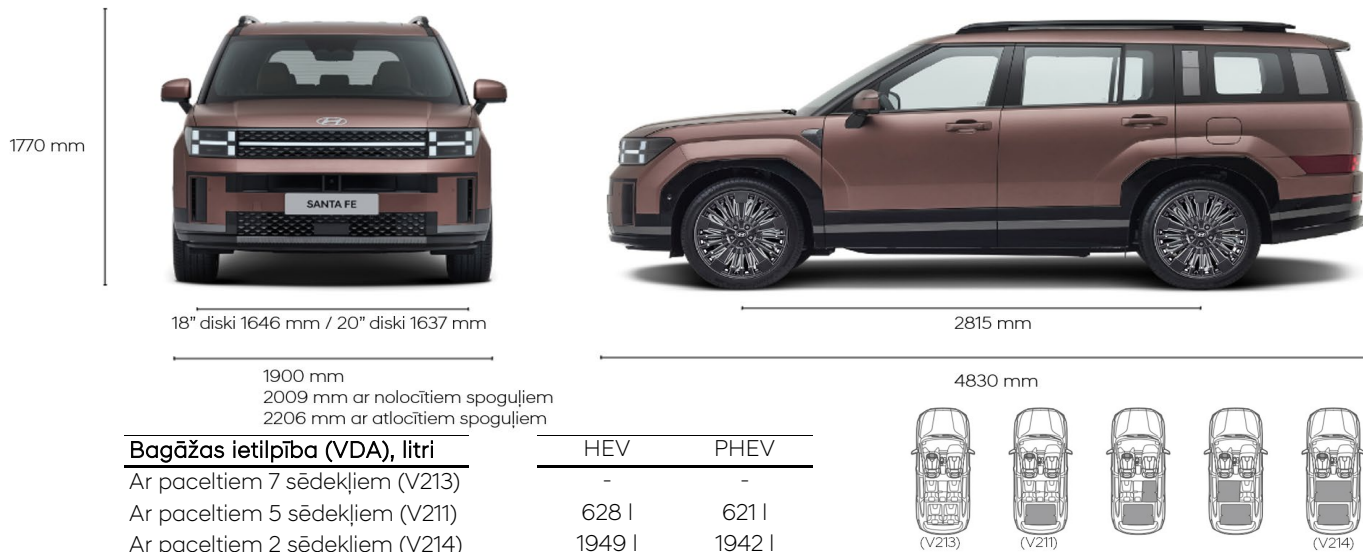 1770 mm
SANTA FE
18” diski 1646 mm / 20” diski 1637 mm
2815 mm
1900 mm
2009 mm ar nolocītiem spoguļiem
2206 mm ar atlocītiem spoguļiem
4830 mm
Bagāžas ietilpība (VDA), litri HEV PHEV
Ar paceltiem 7 sēdekļiem (V213) - -
Ar paceltiem 5 sēdekļiem (V211) 628 l 621 l
Ar paceltiem 2 sēdekļiem (V214) 1949 l 1942 l
(V213) (V211) (V214)